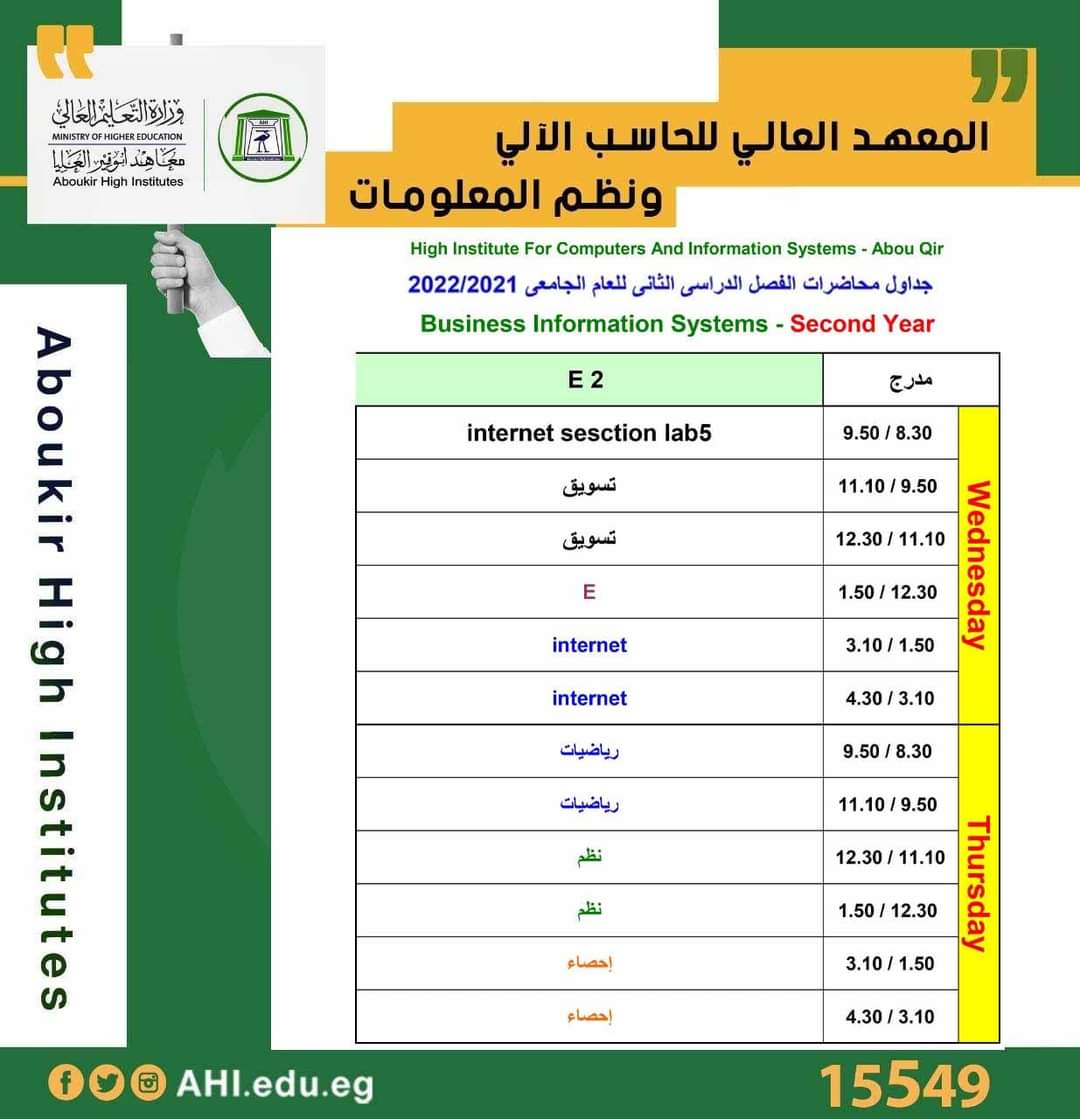 وزارة التعليم العالي
MINISTRY OF HIGHER EDUCATION
معاهد أبوقير العليا
Aboukir High Institutes
AHI
المعهد العالي للحاسب الآلي
ونظم المعلومات
High Institute For Computers And Information Systems - Abou Qir
جداول محاضرات الفصل الدراسى الثانى للعام الجامعى 2022/2021
Business Information Systems - Second Year
E 2 مدرج
Wednesday
internet sesction lab5 9.50 / 8.30
تسويق 11.10 / 9.50
تسويق 12.30 / 11.10
E 1.50 / 12.30
internet 3.10 / 1.50
internet 4.30 / 3.10
Thursday
رياضيات 9.50 / 8.30
رياضيات 11.10 / 9.50
نظم 12.30 / 11.10
نظم 1.50 / 12.30
إحصاء 3.10 / 1.50
إحصاء 4.30 / 3.10
Aboukir High Institutes
AHI.edu.eg
15549